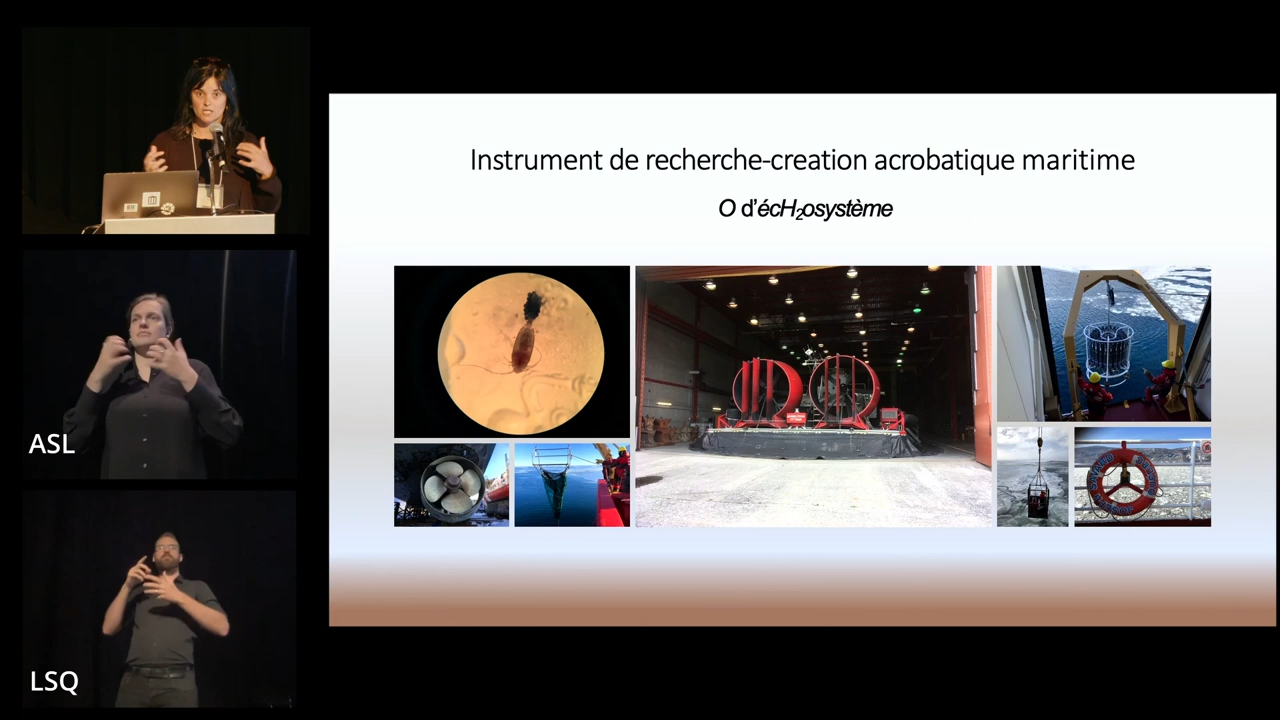 Instrument de recherche-creation acrobatique maritime
O d'écH₂osystème
ASL
LSQ